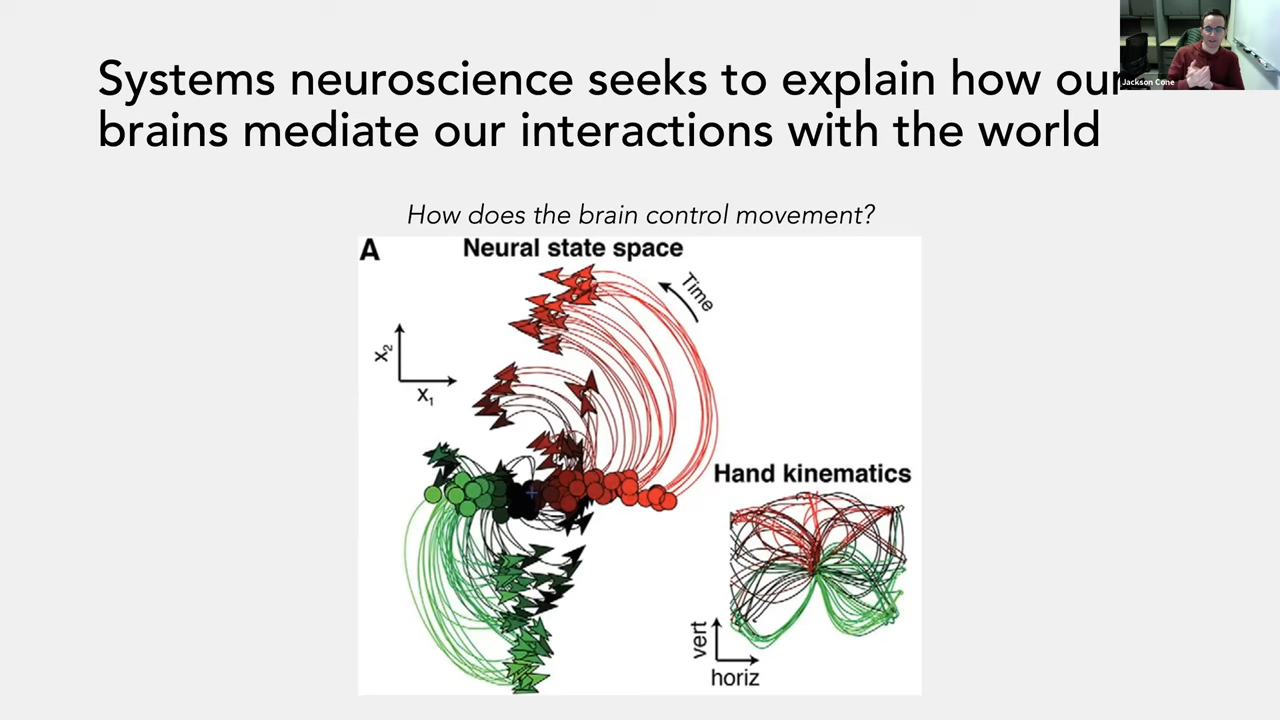 Systems neuroscience seeks to explain how our
brains mediate our interactions with the world
Jackson Cone
How does the brain control movement?
A
Neural state space
Time
x₂
x₁
Hand kinematics
vert
horiz